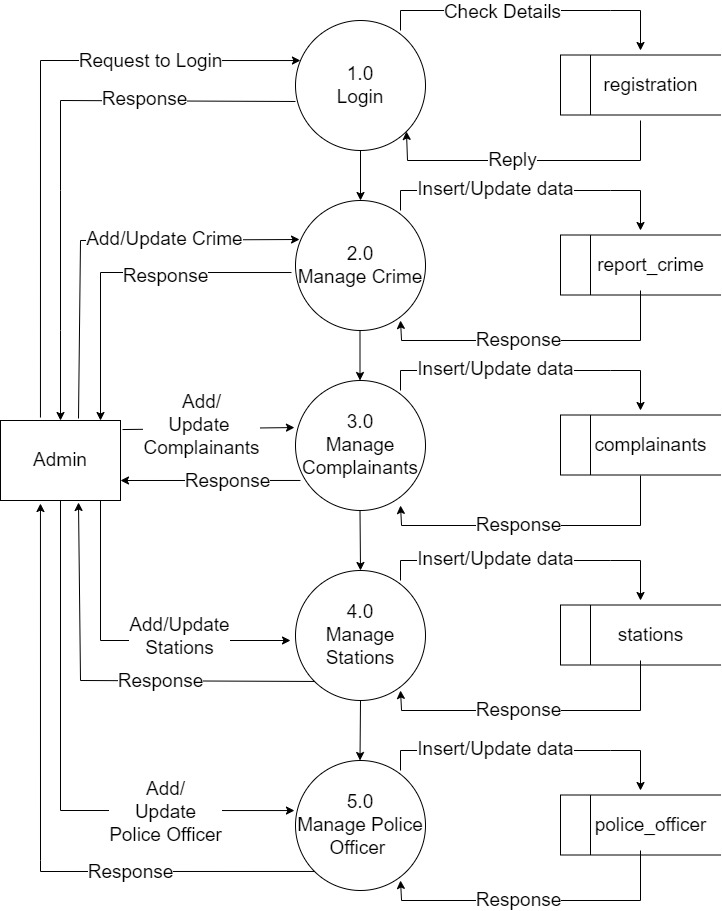 Check Details
Request to Login
1.0
Login
registration
Response
Reply
Insert/Update data
Add/Update Crime
2.0
Manage Crime
report_crime
Response
Response
Insert/Update data
Add/
Update
Complainants
3.0
Manage
Complainants
complainants
Admin
Response
Response
Insert/Update data
Add/Update
Stations
4.0
Manage
Stations
stations
Response
Response
Insert/Update data
Add/
Update
Police Officer
5.0
Manage Police
Officer
police_officer
Response
Response